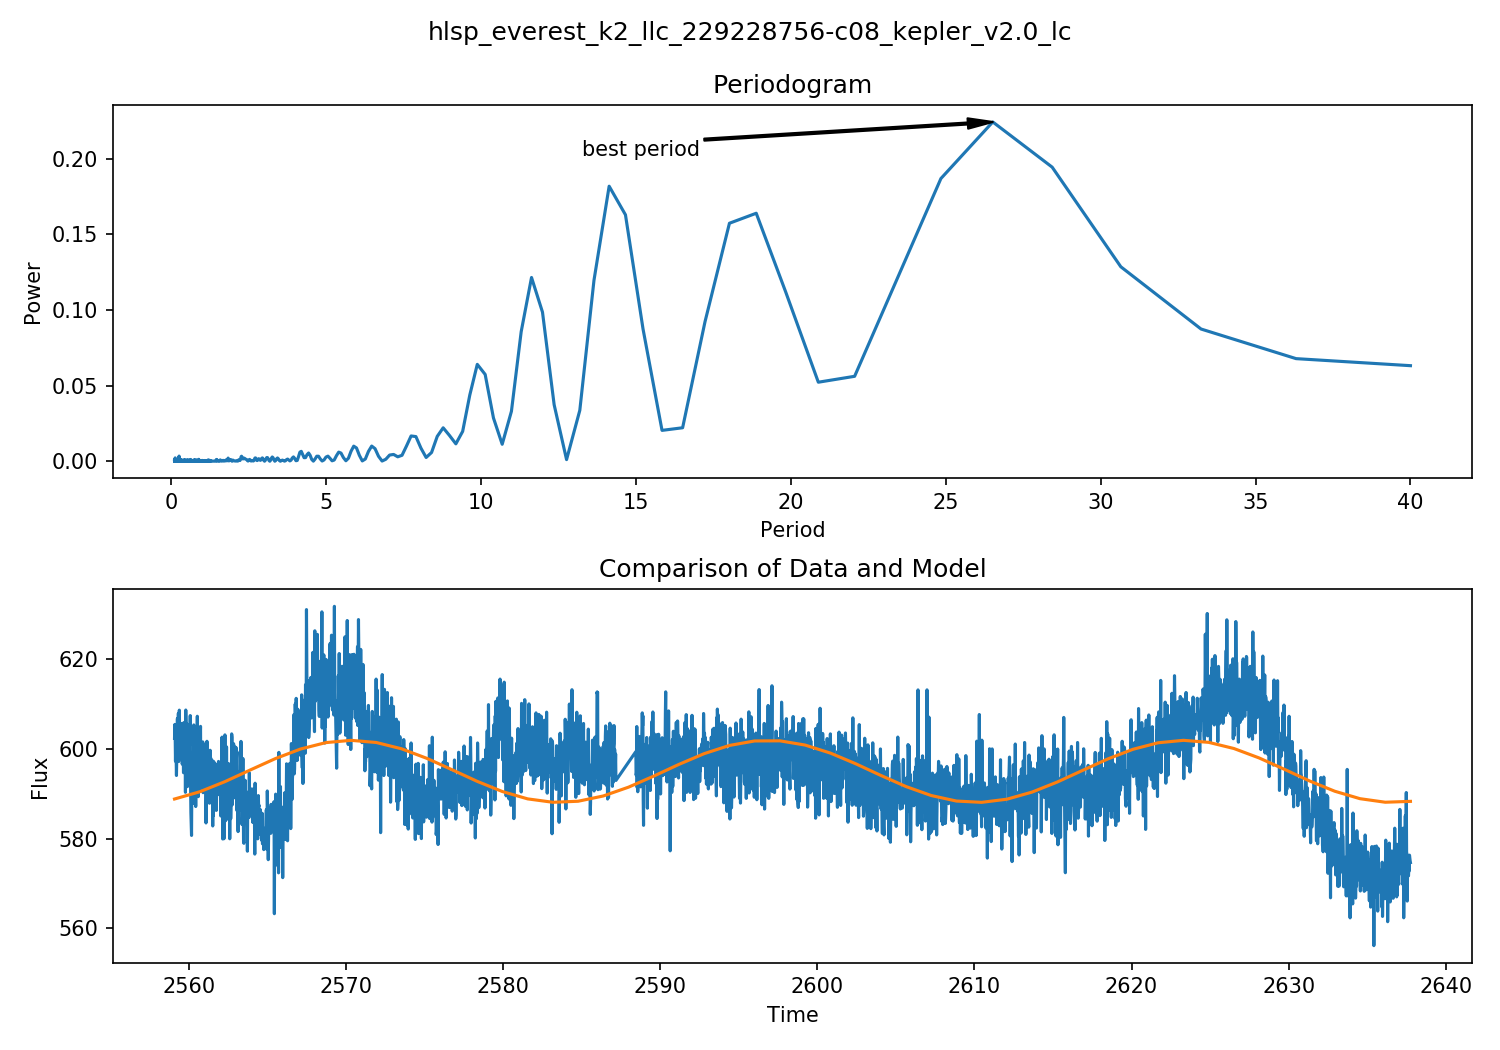 hlsp_everest_k2_llc_229228756-c08_kepler_v2.0_lc
Periodogram
best period
Power
0.20
0.15
0.10
0.05
0.00
0 5 10 15 20 25 30 35 40
Period
Comparison of Data and Model
Flux
620
600
580
560
2560 2570 2580 2590 2600 2610 2620 2630 2640
Time